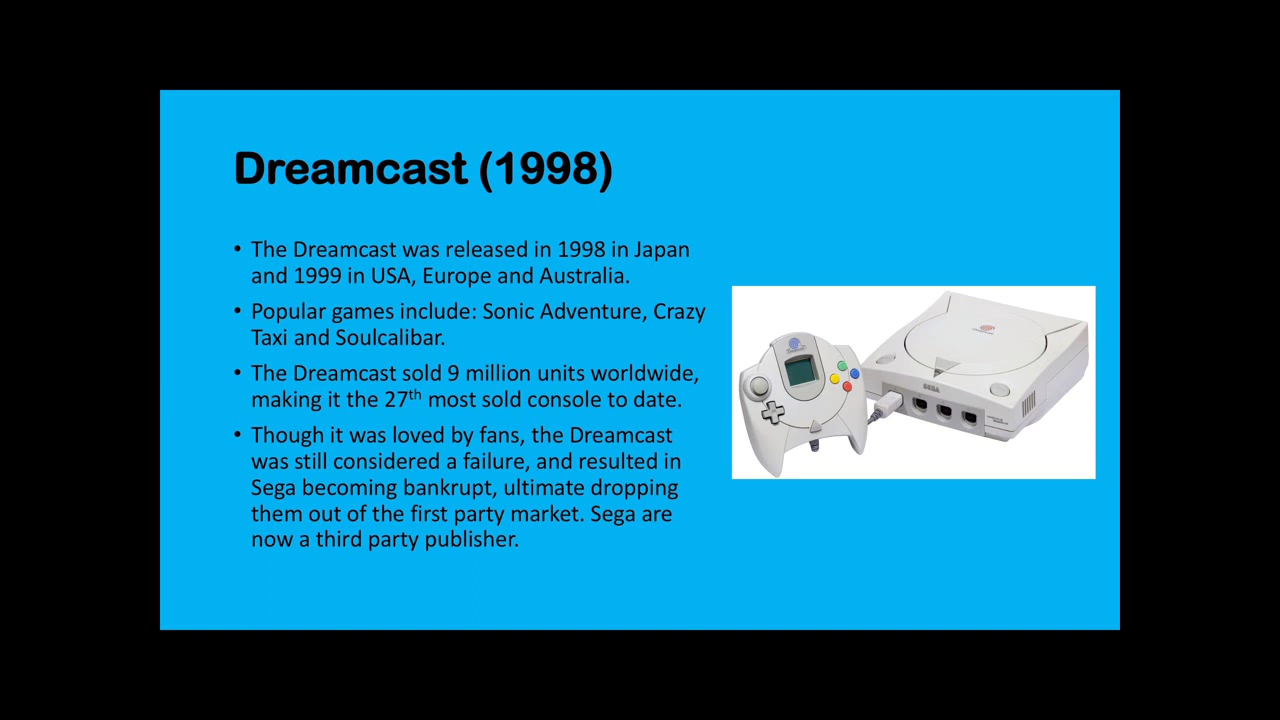 Dreamcast (1998)
• The Dreamcast was released in 1998 in Japan
and 1999 in USA, Europe and Australia.
• Popular games include: Sonic Adventure, Crazy
Taxi and Soulcalibar.
• The Dreamcast sold 9 million units worldwide,
making it the 27th most sold console to date.
• Though it was loved by fans, the Dreamcast
was still considered a failure, and resulted in
Sega becoming bankrupt, ultimate dropping
them out of the first party market. Sega are
now a third party publisher.
SEGA